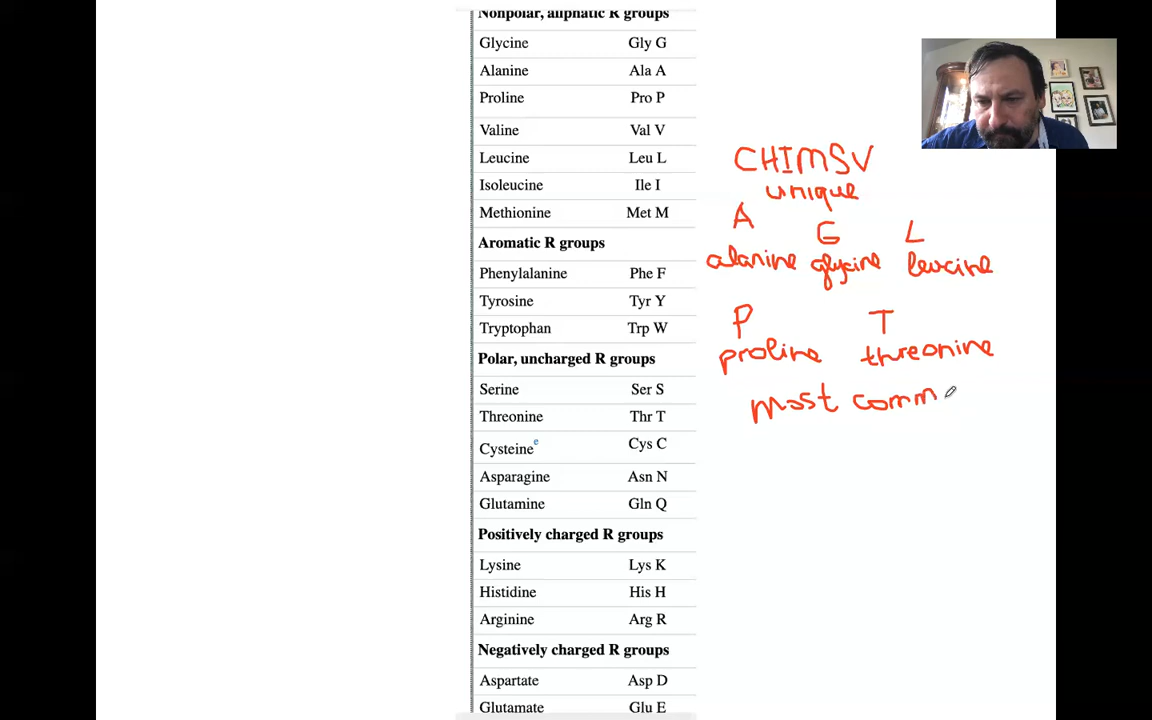 Nonpolar, aliphatic R groups
Glycine Gly G
Alanine Ala A
Proline Pro P
Valine Val V
Leucine Leu L
Isoleucine Ile I
Methionine Met M
Aromatic R groups
Phenylalanine Phe F
Tyrosine Tyr Y
Tryptophan Trp W
Polar, uncharged R groups
Serine Ser S
Threonine Thr T
Cysteine e Cys C
Asparagine Asn N
Glutamine Gln Q
Positively charged R groups
Lysine Lys K
Histidine His H
Arginine Arg R
Negatively charged R groups
Aspartate Asp D
Glutamate Glu E
CHIMSV
unique
A G L
alanine glycine leucine
P T
proline threonine
most comm